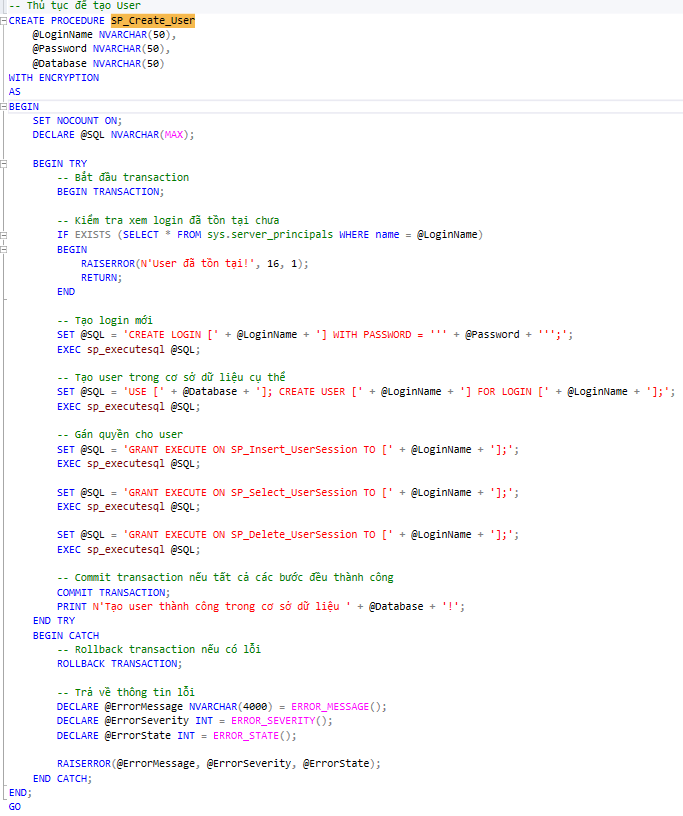 -- Thủ tục để tạo User
CREATE PROCEDURE SP_Create_User
    @LoginName NVARCHAR(50),
    @Password NVARCHAR(50),
    @Database NVARCHAR(50)
WITH ENCRYPTION
AS
BEGIN
    SET NOCOUNT ON;
    DECLARE @SQL NVARCHAR(MAX);

    BEGIN TRY
        -- Bắt đầu transaction
        BEGIN TRANSACTION;

        -- Kiểm tra xem login đã tồn tại chưa
        IF EXISTS (SELECT * FROM sys.server_principals WHERE name = @LoginName)
        BEGIN
            RAISERROR(N'User đã tồn tại!', 16, 1);
            RETURN;
        END

        -- Tạo login mới
        SET @SQL = 'CREATE LOGIN [' + @LoginName + '] WITH PASSWORD = ''' + @Password + ''';';
        EXEC sp_executesql @SQL;

        -- Tạo user trong cơ sở dữ liệu cụ thể
        SET @SQL = 'USE [' + @Database + ']; CREATE USER [' + @LoginName + '] FOR LOGIN [' + @LoginName + '];';
        EXEC sp_executesql @SQL;

        -- Gán quyền cho user
        SET @SQL = 'GRANT EXECUTE ON SP_Insert_UserSession TO [' + @LoginName + '];';
        EXEC sp_executesql @SQL;

        SET @SQL = 'GRANT EXECUTE ON SP_Select_UserSession TO [' + @LoginName + '];';
        EXEC sp_executesql @SQL;

        SET @SQL = 'GRANT EXECUTE ON SP_Delete_UserSession TO [' + @LoginName + '];';
        EXEC sp_executesql @SQL;

        -- Commit transaction nếu tất cả các bước đều thành công
        COMMIT TRANSACTION;
        PRINT N'Tạo user thành công trong cơ sở dữ liệu ' + @Database + '!';
    END TRY
    BEGIN CATCH
        -- Rollback transaction nếu có lỗi
        ROLLBACK TRANSACTION;

        -- Trả về thông tin lỗi
        DECLARE @ErrorMessage NVARCHAR(4000) = ERROR_MESSAGE();
        DECLARE @ErrorSeverity INT = ERROR_SEVERITY();
        DECLARE @ErrorState INT = ERROR_STATE();

        RAISERROR(@ErrorMessage, @ErrorSeverity, @ErrorState);
    END CATCH;
END;
GO